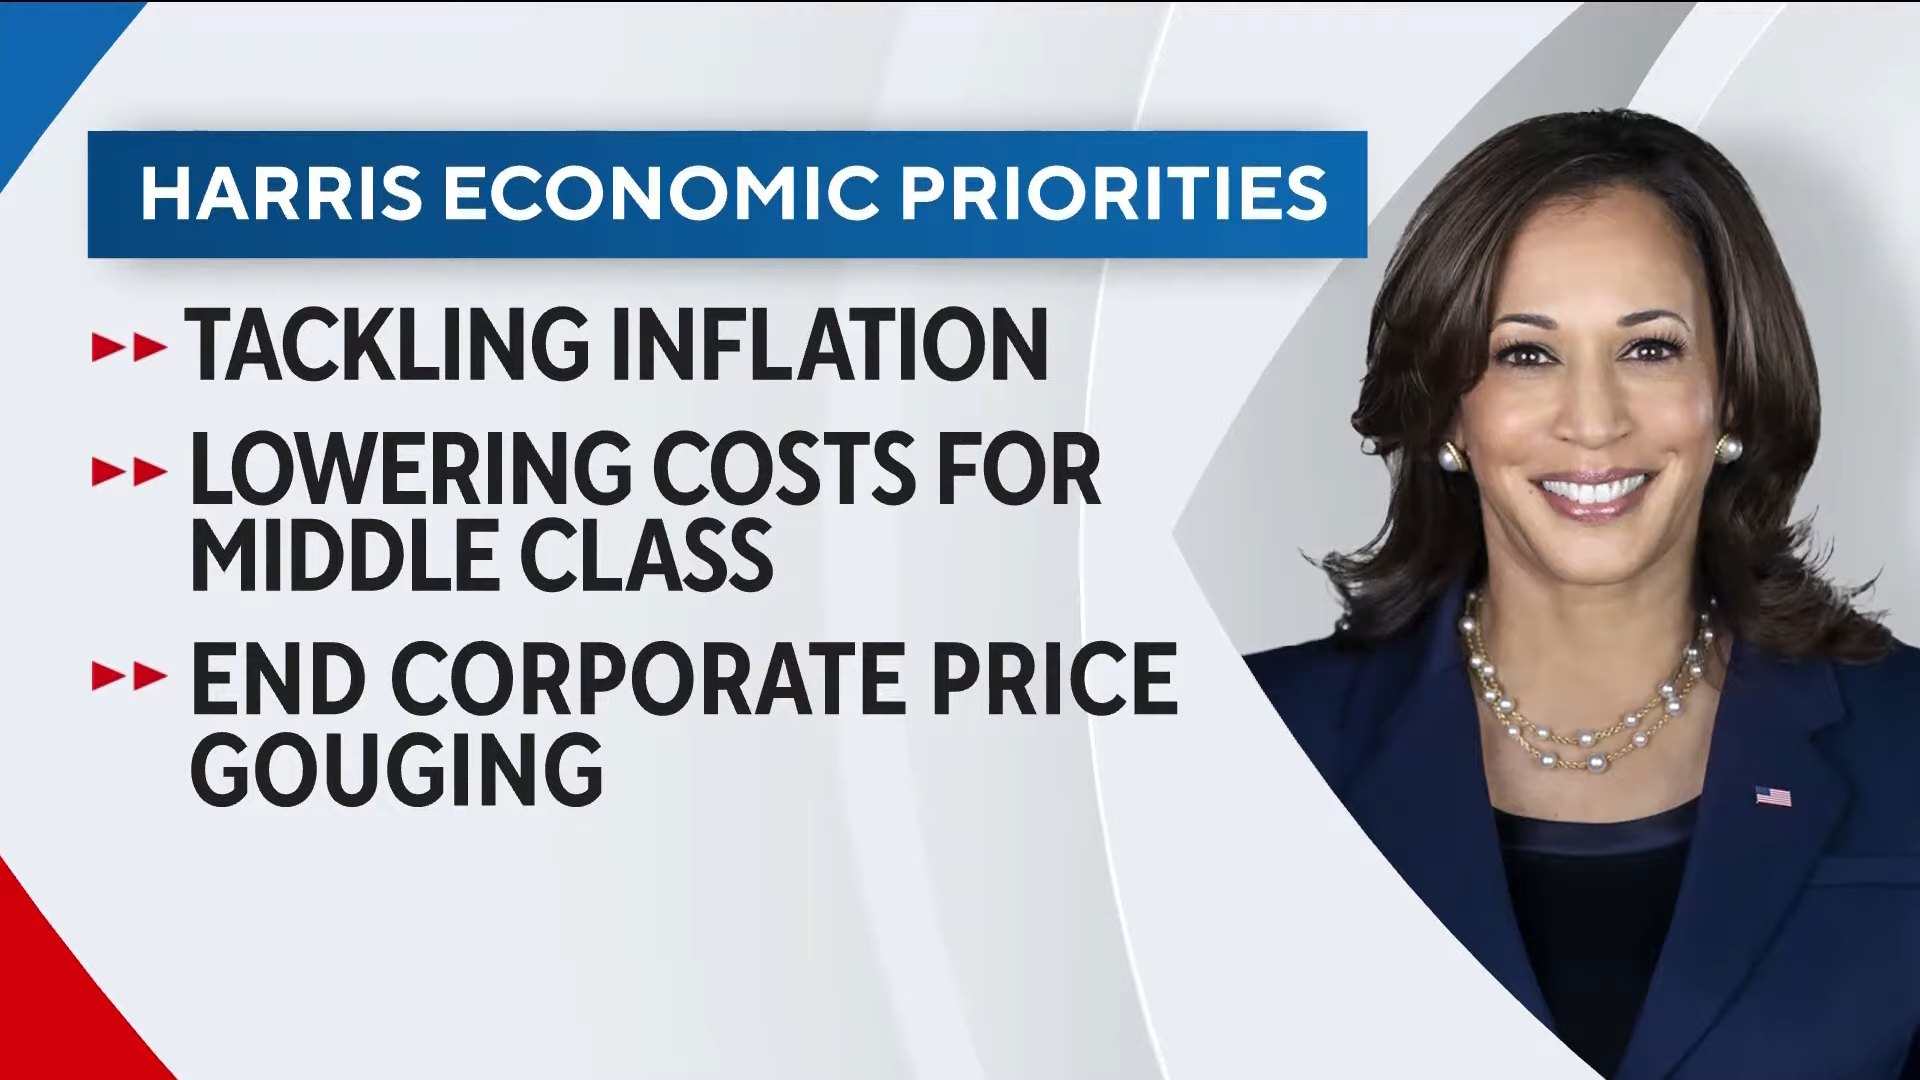 HARRIS ECONOMIC PRIORITIES
TACKLING INFLATION
LOWERING COSTS FOR
MIDDLE CLASS
END CORPORATE PRICE
GOUGING